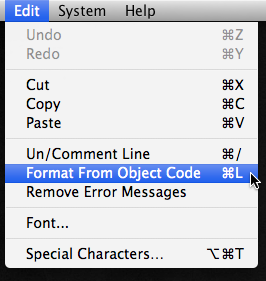 Edit System Help
Undo ⌘Z
Redo ⌘Y
Cut ⌘X
Copy ⌘C
Paste ⌘V
Un/Comment Line ⌘/
Format From Object Code ⌘L
Remove Error Messages
Font...
Special Characters... ⌥⌘T